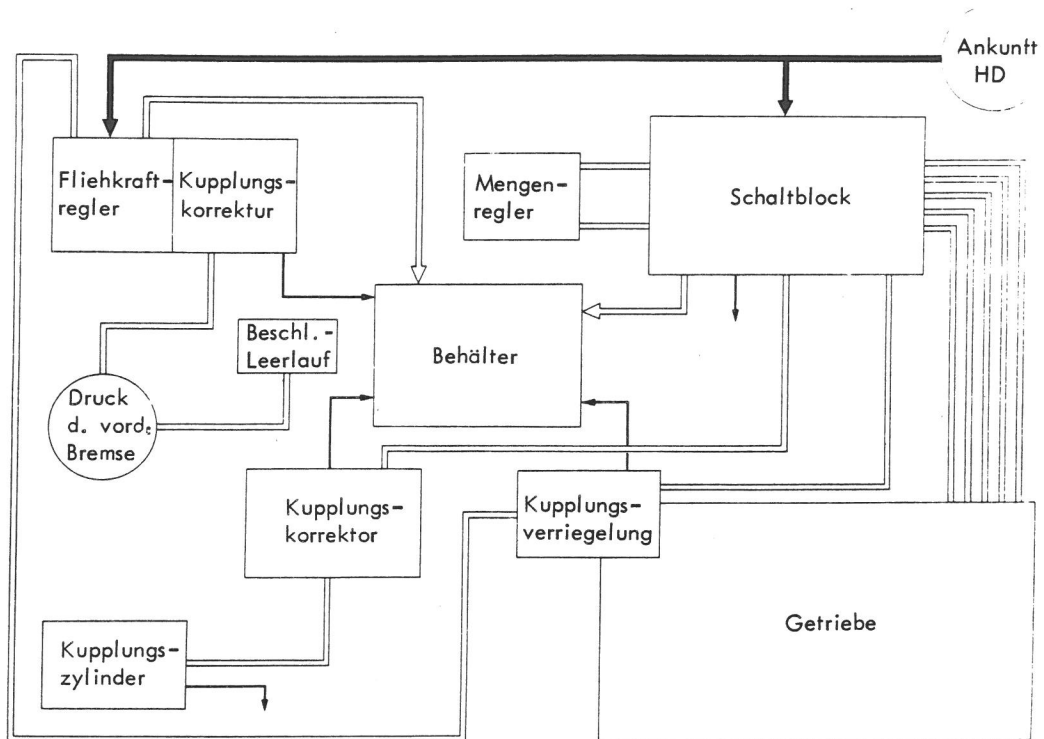 Ankunft
HD
Fliehkraft-
regler
Kupplungs-
korrektur
Mengen-
regler
Schaltblock
Beschl.-
Leerlauf
Behälter
Druck
d. vord.
Bremse
Kupplungs-
korrektor
Kupplungs-
verriegelung
Getriebe
Kupplungs-
zylinder